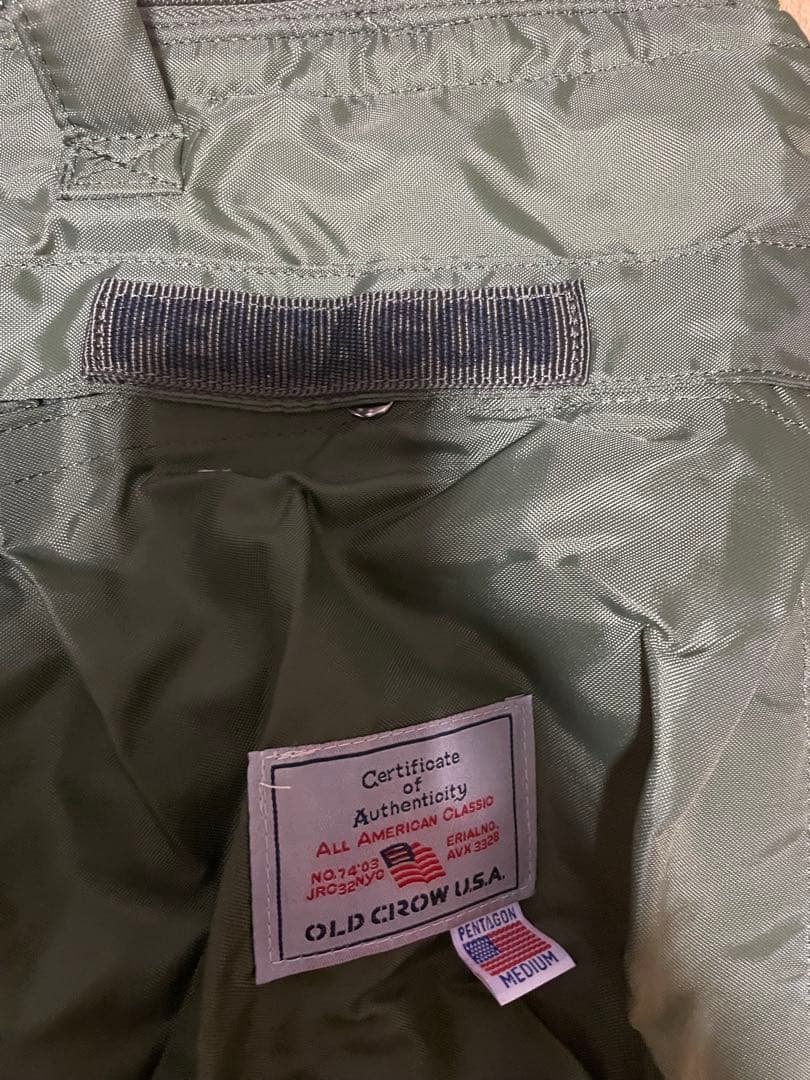 Certificate
of
Authenticity
ALL AMERICAN CLASSIC
NO.74'03
JRC32NYC
ERIALNO.
AVX 3328
OLD CROW U.S.A.
PENTAGON
MEDIUM